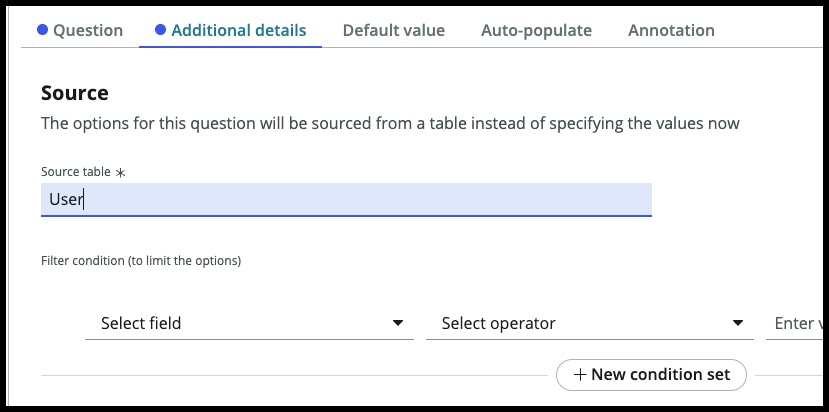 Question Additional details Default value Auto-populate Annotation
Source
The options for this question will be sourced from a table instead of specifying the values now
Source table *
User
Filter condition (to limit the options)
Select field Select operator Enter
+ New condition set